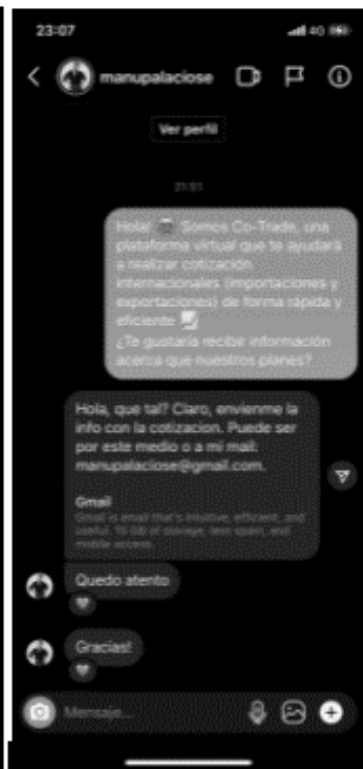 23:07
4G
manupalaciose
Ver perfil
21:51
Hola! Somos Co-Trade, una
plataforma virtual que te ayudara
a realizar cotización
internacionales (importaciones y
exportaciones) de forma rápida y
eficiente
¿Te gustaría recibir información
acerca que nuestros planes?
Hola, que tal? Claro, envienme la
info con la cotizacion. Puede ser
por este medio o a mi mail:
manupalaciose@gmail.com.
Gmail
Gmail is email that's intuitive, efficient, and
useful. 15 GB of storage, less spam, and
mobile access.
Quedo atento
Gracias!
Mensaje...